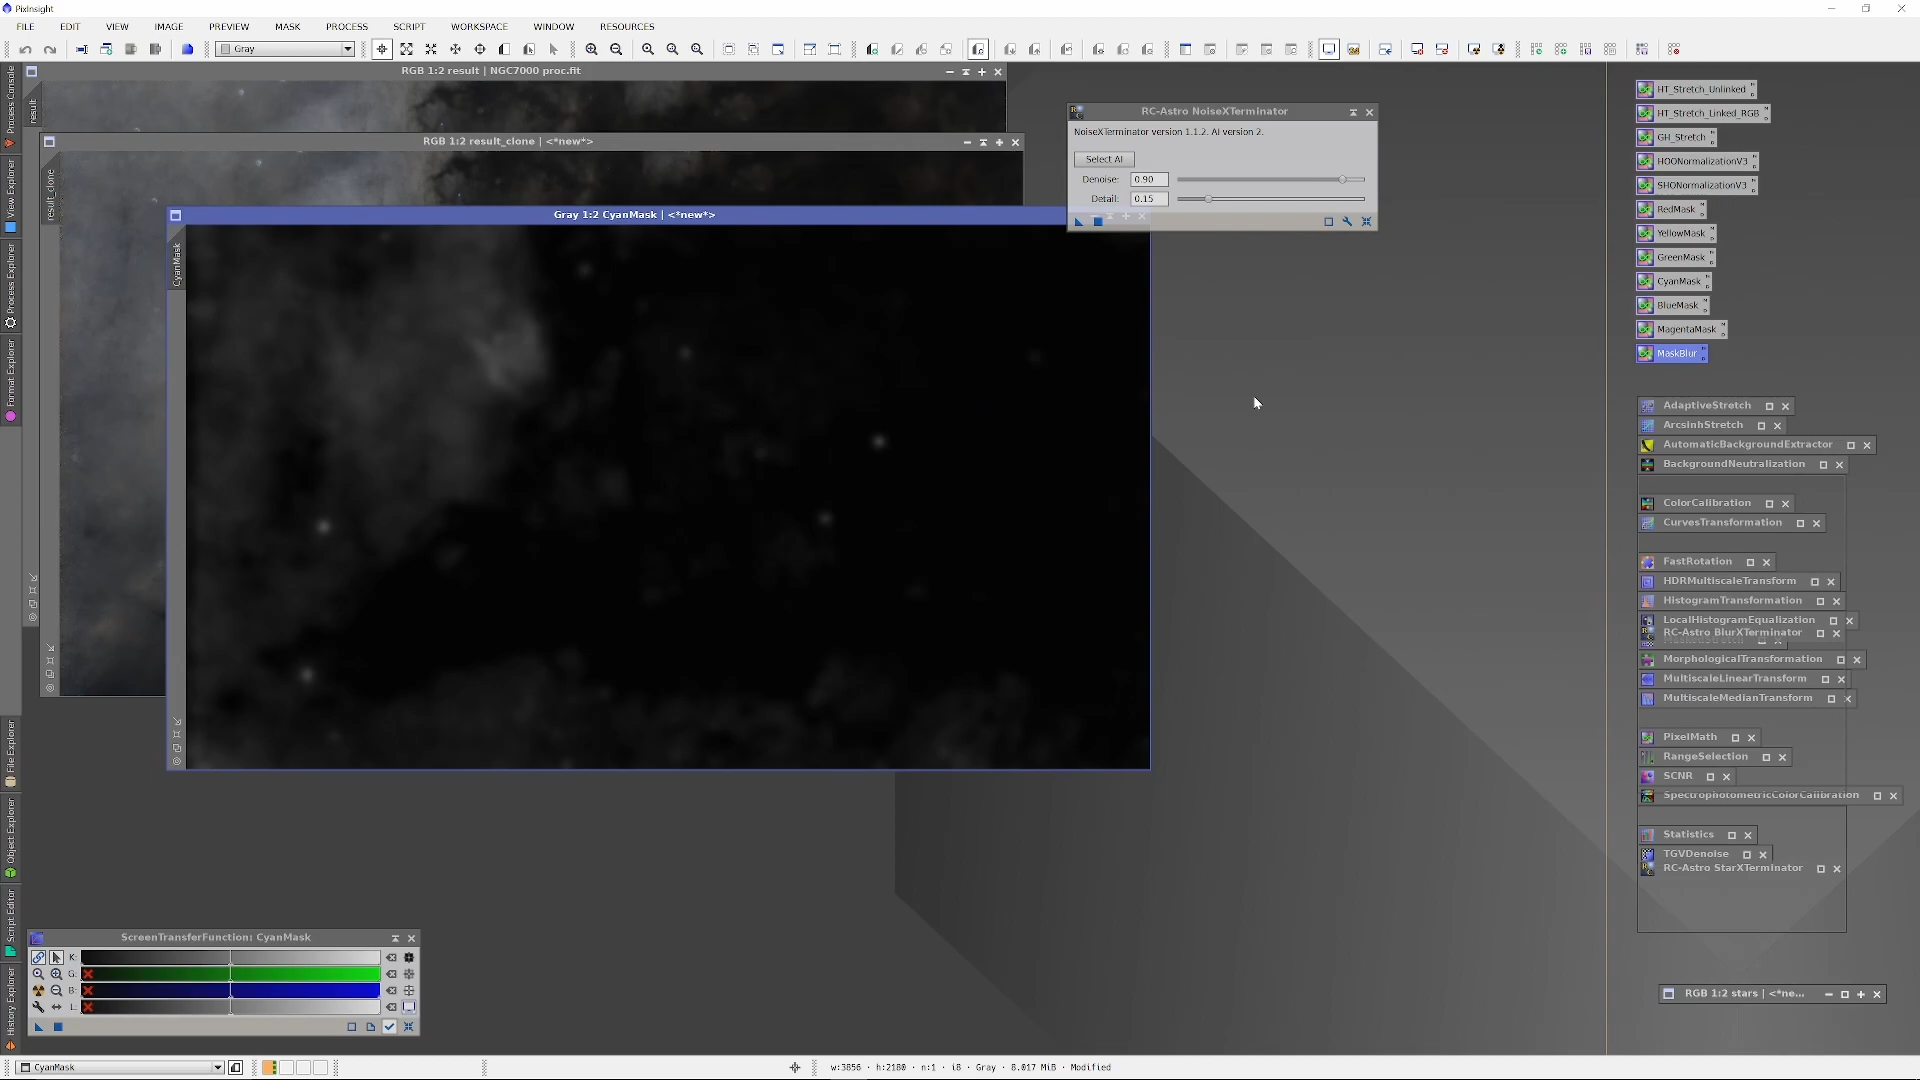 PixInsight
FILE EDIT VIEW IMAGE PREVIEW MASK PROCESS SCRIPT WORKSPACE WINDOW RESOURCES
Gray
RGB 1:2 result | NGC7000 proc.fit
result
RGB 1:2 result_clone | <*new*>
result_clone
Gray 1:2 CyanMask | <*new*>
CyanMask
Process Console
View Explorer
Process Explorer
Format Explorer
File Explorer
Object Explorer
Script Editor
History Explorer
RC-Astro NoiseXTerminator
NoiseXTerminator version 1.1.2. AI version 2.
Select AI
Denoise: 0.90
Detail: 0.15
HT_Stretch_Unlinked
HT_Stretch_Linked_RGB
GH_Stretch
HOONormalizationV3
SHONormalizationV3
RedMask
YellowMask
GreenMask
CyanMask
BlueMask
MagentaMask
MaskBlur
AdaptiveStretch
ArcsinhStretch
AutomaticBackgroundExtractor
BackgroundNeutralization
ColorCalibration
CurvesTransformation
FastRotation
HDRMultiscaleTransform
HistogramTransformation
LocalHistogramEqualization
RC-Astro BlurXTerminator
MorphologicalTransformation
MultiscaleLinearTransform
MultiscaleMedianTransform
PixelMath
RangeSelection
SCNR
SpectrophotometricColorCalibration
Statistics
TGVDenoise
RC-Astro StarXTerminator
ScreenTransferFunction: CyanMask
K:
G:
B:
L:
RGB 1:2 stars | <*ne...
CyanMask
w:3856 · h:2180 · n:1 · i8 · Gray · 8.017 MiB · Modified